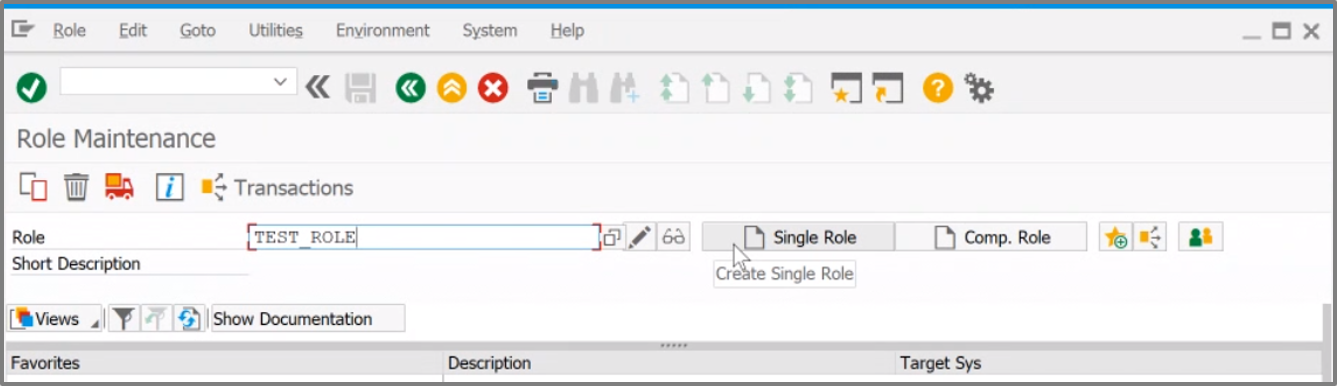 Role Edit Goto Utilities Environment System Help
Role Maintenance
Transactions
Role TEST_ROLE Single Role Comp. Role
Short Description Create Single Role
Views Show Documentation
Favorites Description Target Sys